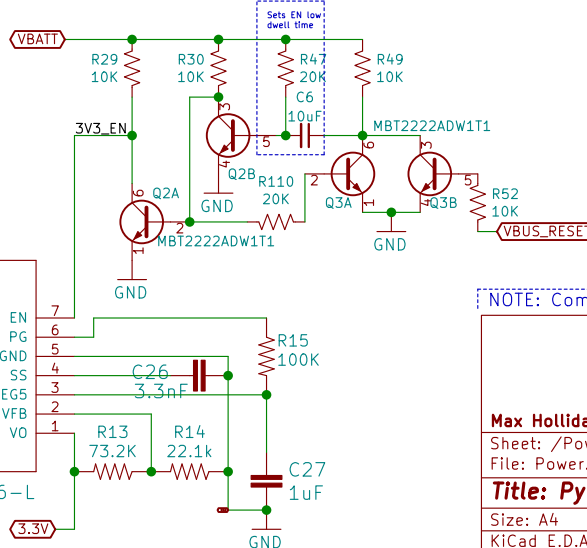 Sets EN low
dwell time
VBATT
R29
10K
R30
10K
R47
20K
R49
10K
C6
10uF
MBT2222ADW1T1
3V3_EN
3
5
4
Q2B
6
3
2
Q3A
1
Q3B
4
5
R52
10K
VBUS_RESET
R110
20K
GND
GND
6
Q2A
2
MBT2222ADW1T1
1
GND
NOTE: Com
EN
7
PG
6
GND
5
SS
4
EG5
3
VFB
2
VO
1
R15
100K
C26
3.3nF
R13
73.2K
R14
22.1k
C27
1uF
6-L
3.3V
GND
Max Hollida
Sheet: /Po
File: Power.
Title: Py
Size: A4
KiCad E.D.A